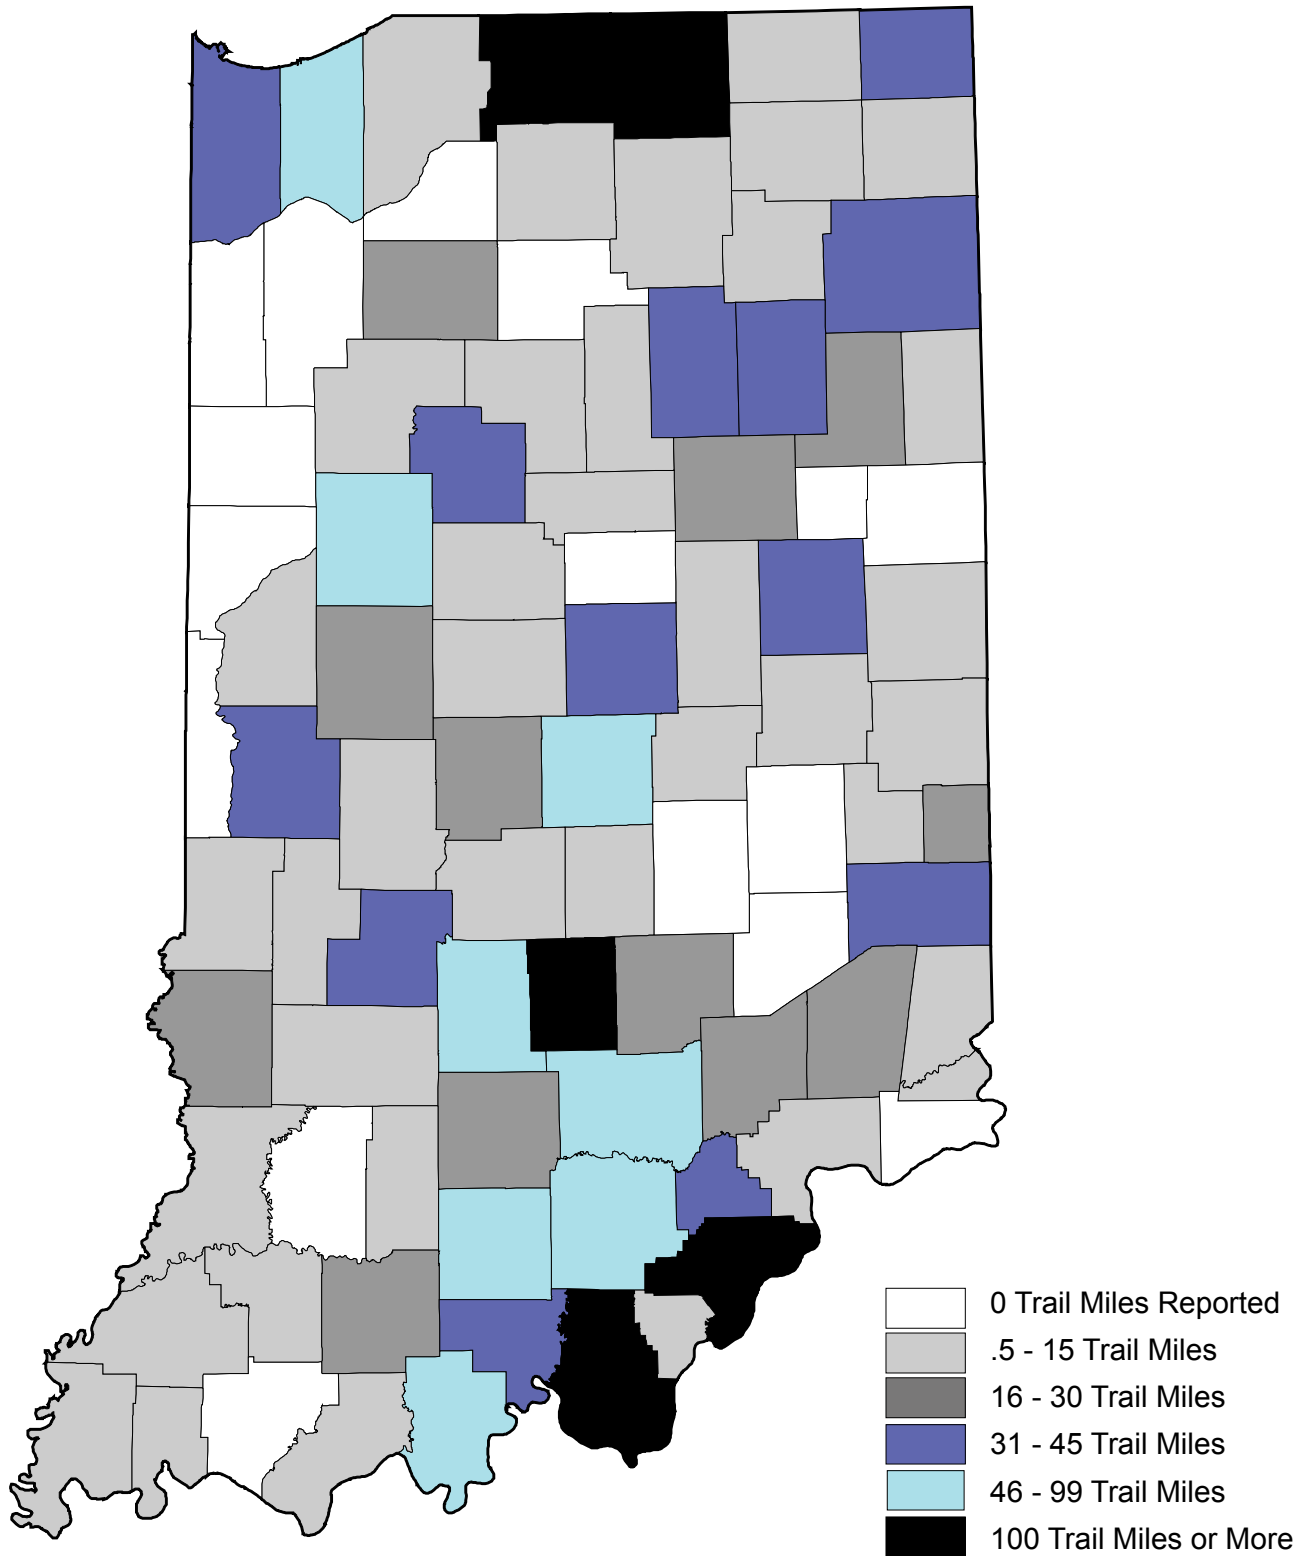 0 Trail Miles Reported
.5 - 15 Trail Miles
16 - 30 Trail Miles
31 - 45 Trail Miles
46 - 99 Trail Miles
100 Trail Miles or More